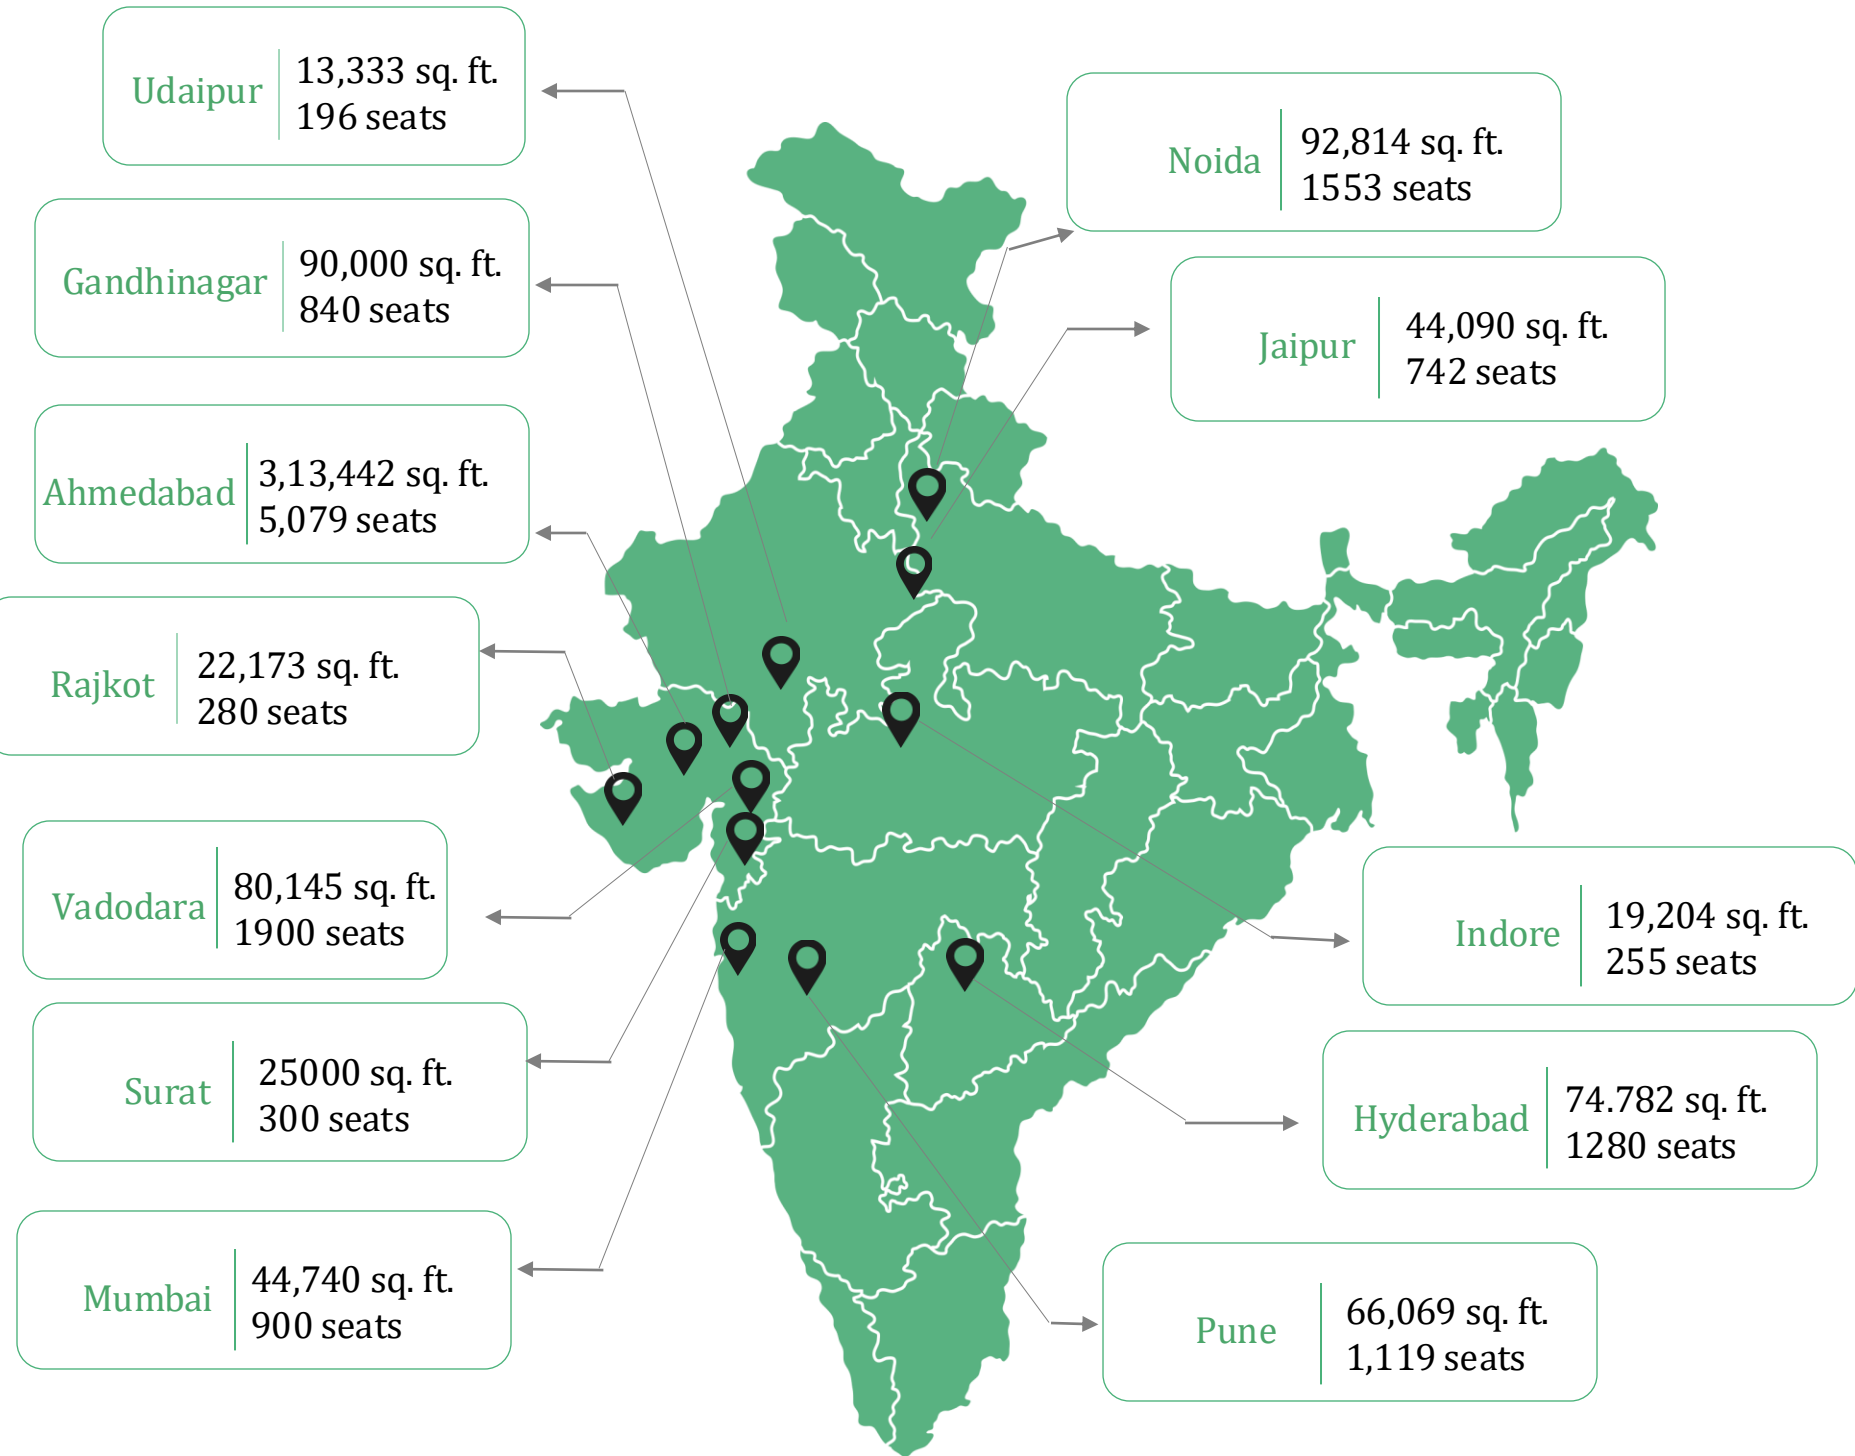 Udaipur
13,333 sq. ft.
196 seats
Gandhinagar
90,000 sq. ft.
840 seats
Ahmedabad
3,13,442 sq. ft.
5,079 seats
Rajkot
22,173 sq. ft.
280 seats
Vadodara
80,145 sq. ft.
1900 seats
Surat
25000 sq. ft.
300 seats
Mumbai
44,740 sq. ft.
900 seats
Noida
92,814 sq. ft.
1553 seats
Jaipur
44,090 sq. ft.
742 seats
Indore
19,204 sq. ft.
255 seats
Hyderabad
74.782 sq. ft.
1280 seats
Pune
66,069 sq. ft.
1,119 seats